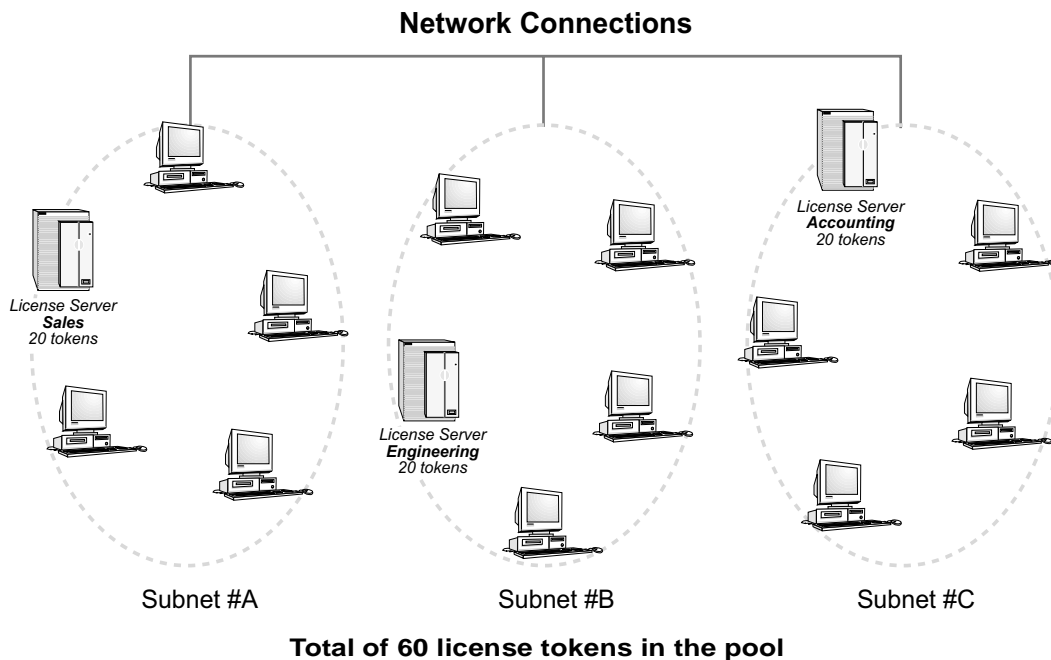 Network Connections
License Server
Accounting
20 tokens
License Server
Sales
20 tokens
License Server
Engineering
20 tokens
Subnet #A
Subnet #B
Subnet #C
Total of 60 license tokens in the pool